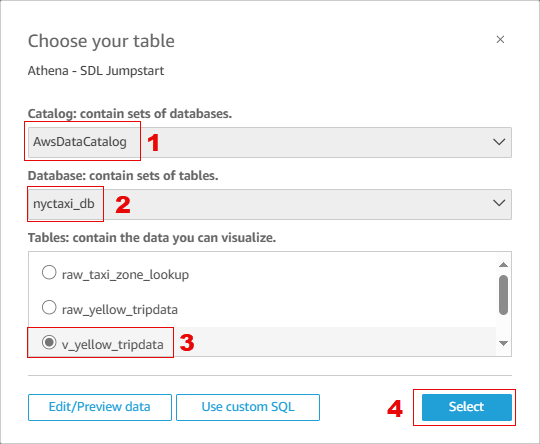 Choose your table
Athena - SDL Jumpstart
Catalog: contain sets of databases.
AwsDataCatalog 1
Database: contain sets of tables.
nyctaxi_db 2
Tables: contain the data you can visualize.
raw_taxi_zone_lookup
raw_yellow_tripdata
v_yellow_tripdata 3
Edit/Preview data Use custom SQL 4 Select